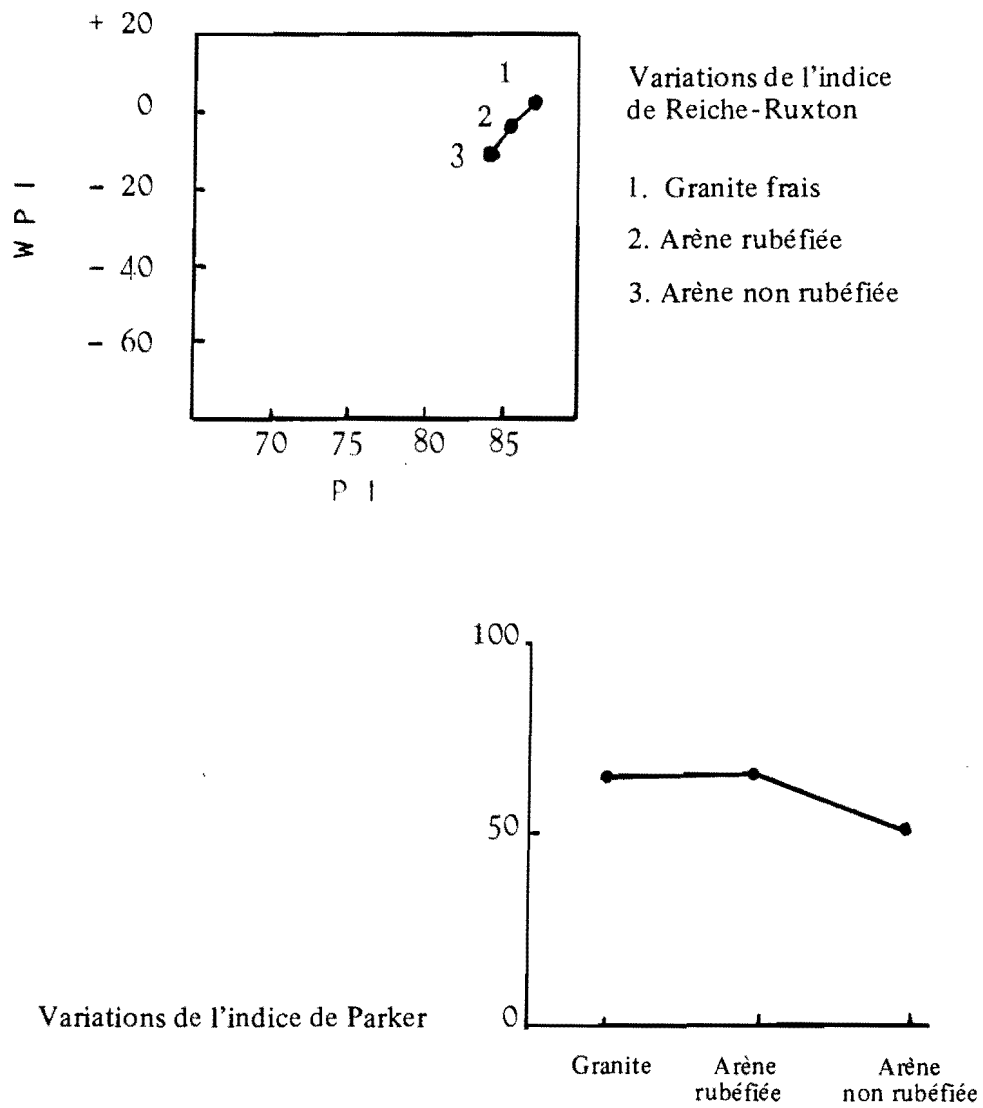 + 20
0
- 20
- 40
- 60
W P I
70 75 80 85
P I
1
2
3
Variations de l'indice
de Reiche-Ruxton
1. Granite frais
2. Arène rubéfiée
3. Arène non rubéfiée
100
50
0
Variations de l'indice de Parker
Granite
Arène
rubéfiée
Arène
non rubéfiée